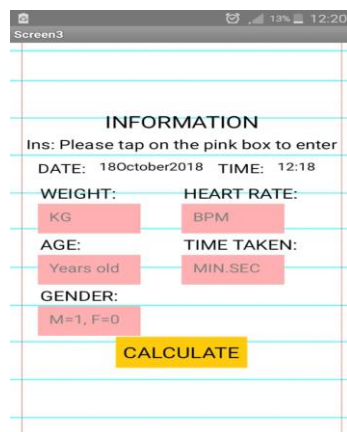 13% 12:20
Screen3
INFORMATION
Ins: Please tap on the pink box to enter
DATE: 18October2018 TIME: 12:18
WEIGHT: HEART RATE:
KG BPM
AGE: TIME TAKEN:
Years old MIN.SEC
GENDER:
M=1, F=0
CALCULATE